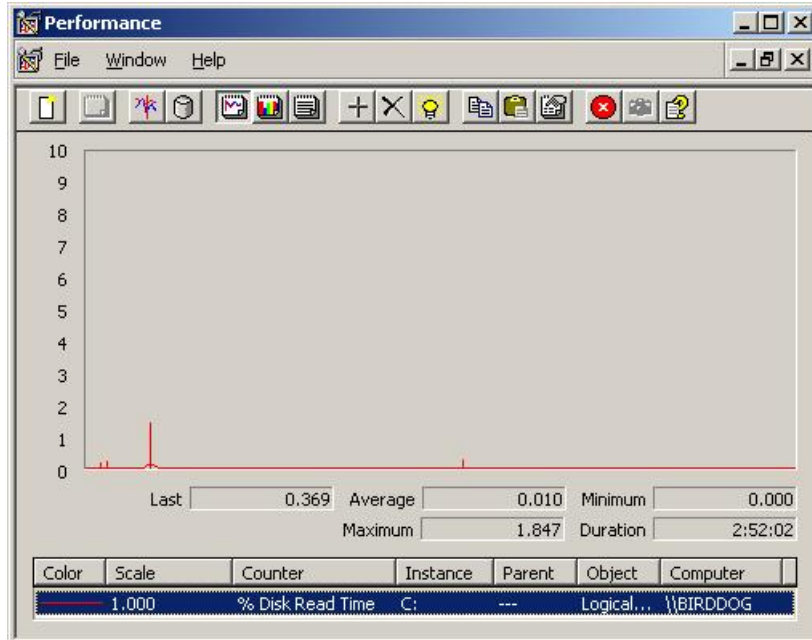 Performance
File Window Help
10
9
8
7
6
5
4
3
2
1
0
Last 0.369 Average 0.010 Minimum 0.000
Maximum 1.847 Duration 2:52:02
Color Scale Counter Instance Parent Object Computer
1.000 % Disk Read Time C: --- Logical... \\BIRDDOG